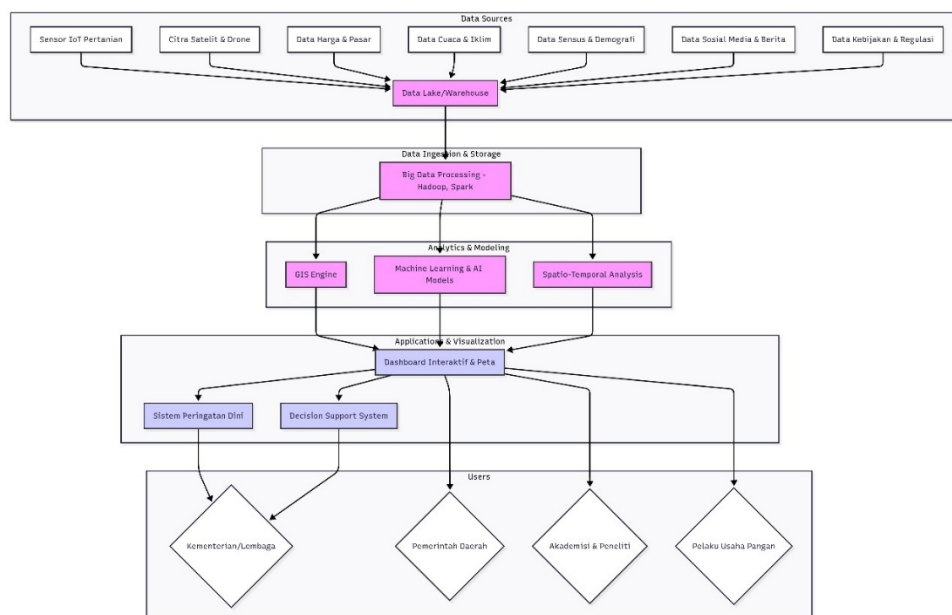 Data Sources
Sensor IoT Pertanian
Citra Satelit & Drone
Data Harga & Pasar
Data Cuaca & Iklim
Data Sensus & Demografi
Data Sosial Media & Berita
Data Kebijakan & Regulasi
Data Lake/Warehouse
Data Ingestion & Storage
Big Data Processing -
Hadoop, Spark
Analytics & Modeling
GIS Engine
Machine Learning & AI
Models
Spatio-Temporal Analysis
Applications & Visualization
Dashboard Interaktif & Peta
Sistem Peringatan Dini
Decision Support System
Users
Kementerian/Lembaga
Pemerintah Daerah
Akademisi & Peneliti
Pelaku Usaha Pangan